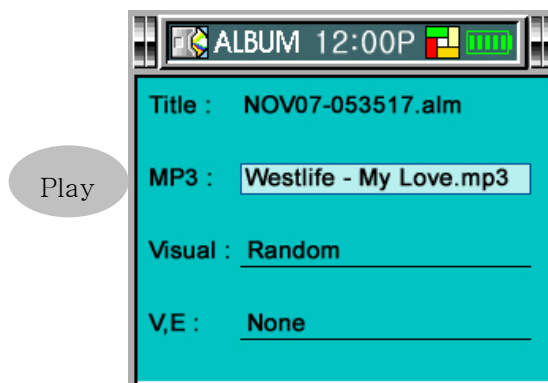 ALBUM 12:00P
Title : NOV07-053517.alm
Play
MP3 : Westlife - My Love.mp3
Visual : Random
V,E : None